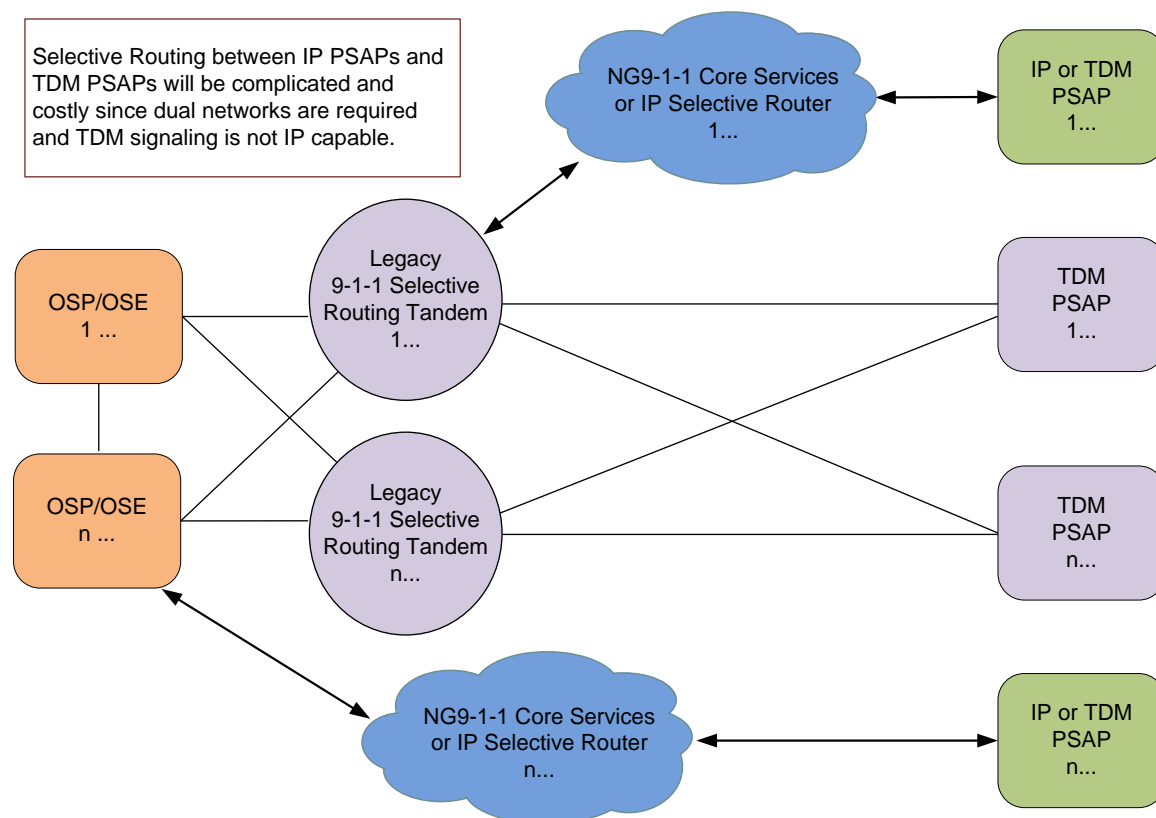 Selective Routing between IP PSAPs and
TDM PSAPs will be complicated and
costly since dual networks are required
and TDM signaling is not IP capable.
NG9-1-1 Core Services
or IP Selective Router
1...
IP or TDM
PSAP
1...
OSP/OSE
1 ...
Legacy
9-1-1 Selective
Routing Tandem
1...
TDM
PSAP
1...
OSP/OSE
n ...
Legacy
9-1-1 Selective
Routing Tandem
n...
TDM
PSAP
n...
NG9-1-1 Core Services
or IP Selective Router
n...
IP or TDM
PSAP
n...